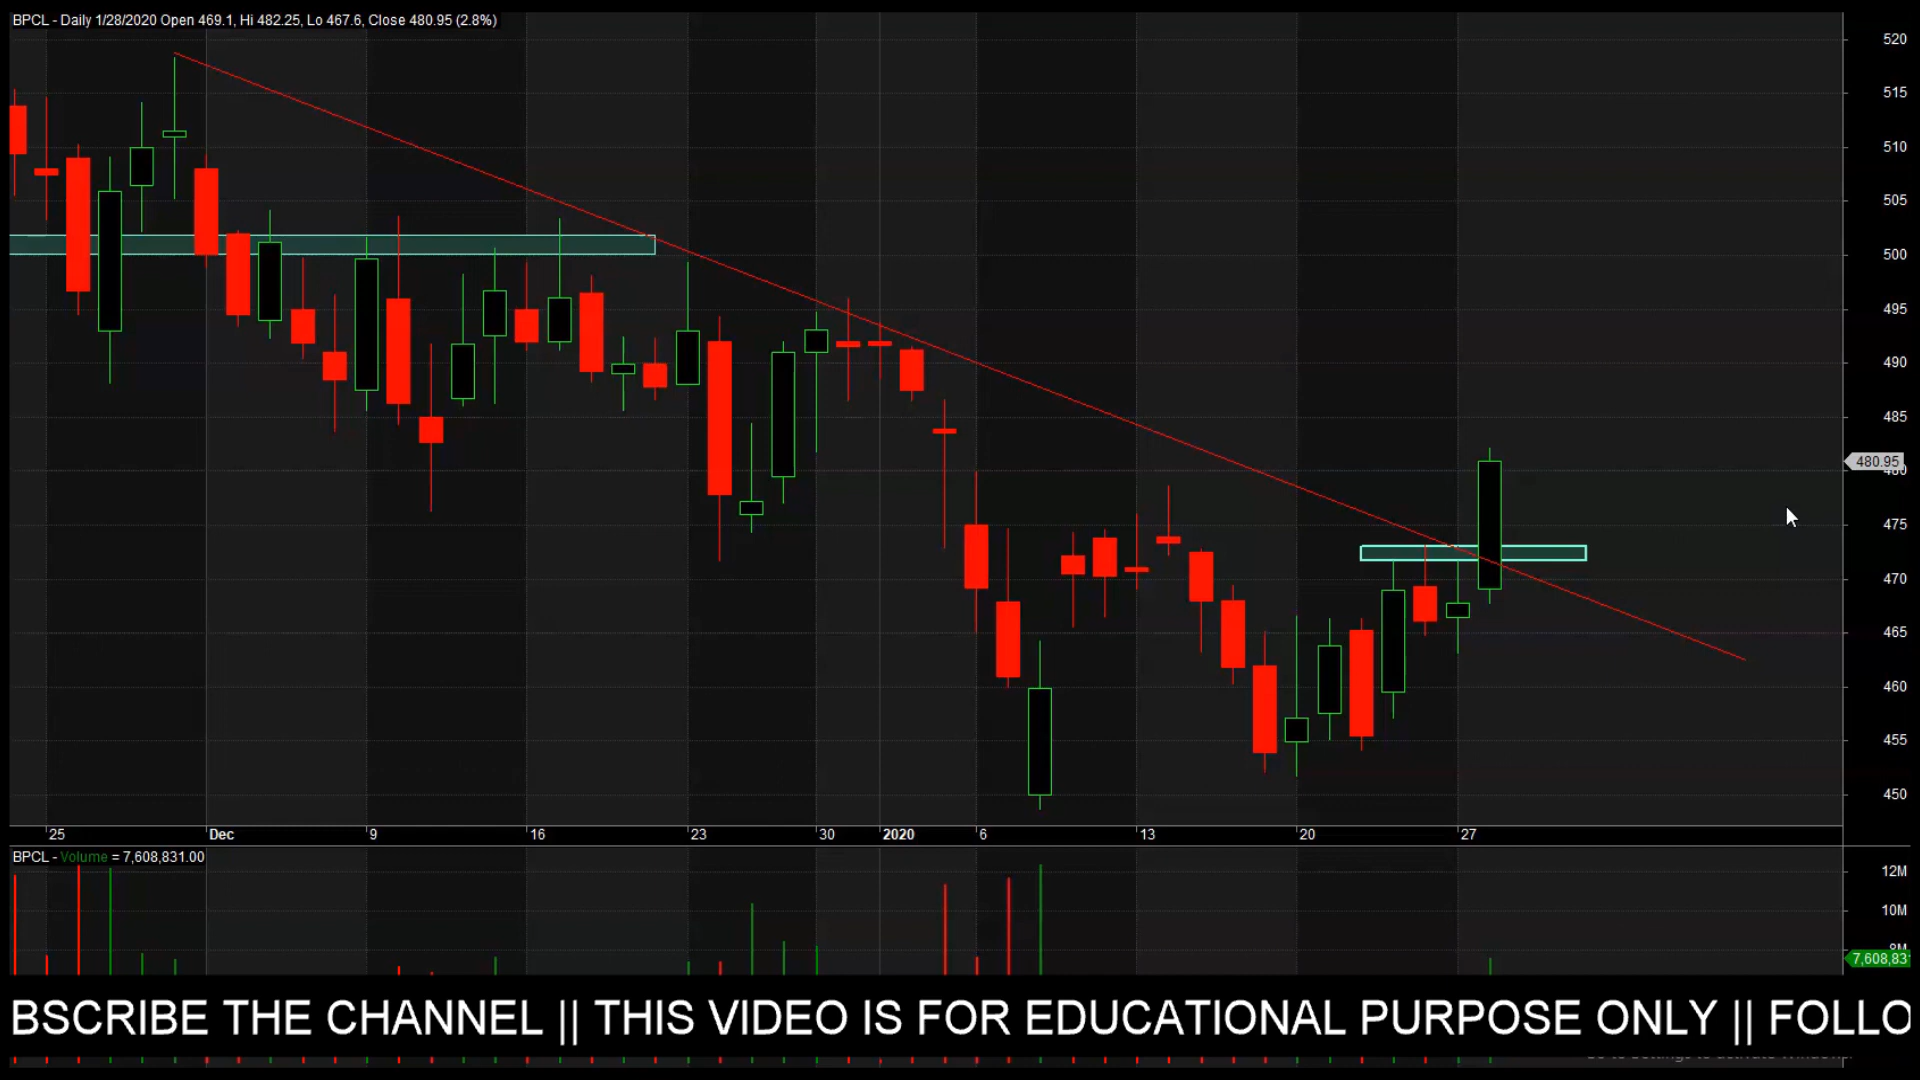 BPCL - Daily 1/28/2020 Open 469.1, Hi 482.25, Lo 467.6, Close 480.95 (2.8%)
520
515
510
505
500
495
490
485
480.95
480
475
470
465
460
455
450
25 Dec 9 16 23 30 2020 6 13 20 27
BPCL - Volume = 7,608,831.00
12M
10M
8M
7,608,83
BSCRIBE THE CHANNEL || THIS VIDEO IS FOR EDUCATIONAL PURPOSE ONLY || FOLLO